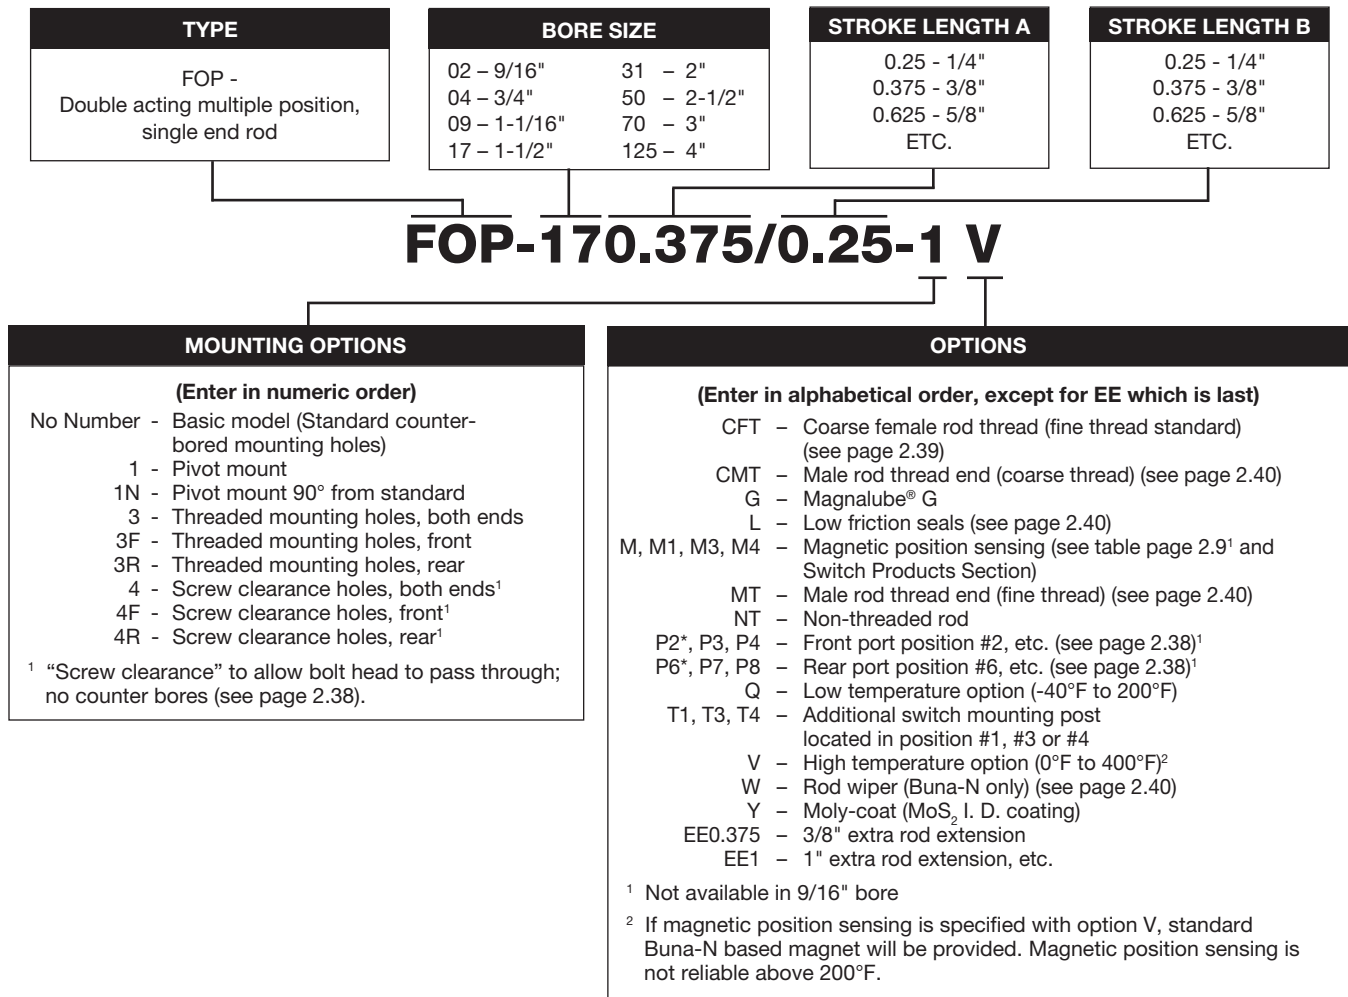 TYPE
FOP -
Double acting multiple position,
single end rod
BORE SIZE
02 – 9/16" 31 – 2"
04 – 3/4" 50 – 2-1/2"
09 – 1-1/16" 70 – 3"
17 – 1-1/2" 125 – 4"
STROKE LENGTH A
0.25 - 1/4"
0.375 - 3/8"
0.625 - 5/8"
ETC.
STROKE LENGTH B
0.25 - 1/4"
0.375 - 3/8"
0.625 - 5/8"
ETC.
FOP-170.375/0.25-1 V
MOUNTING OPTIONS
(Enter in numeric order)
No Number - Basic model (Standard counter-
bored mounting holes)
1 - Pivot mount
1N - Pivot mount 90° from standard
3 - Threaded mounting holes, both ends
3F - Threaded mounting holes, front
3R - Threaded mounting holes, rear
4 - Screw clearance holes, both ends¹
4F - Screw clearance holes, front¹
4R - Screw clearance holes, rear¹
¹ “Screw clearance” to allow bolt head to pass through;
no counter bores (see page 2.38).
OPTIONS
(Enter in alphabetical order, except for EE which is last)
CFT – Coarse female rod thread (fine thread standard)
(see page 2.39)
CMT – Male rod thread end (coarse thread) (see page 2.40)
G – Magnalube® G
L – Low friction seals (see page 2.40)
M, M1, M3, M4 – Magnetic position sensing (see table page 2.9¹ and
Switch Products Section)
MT – Male rod thread end (fine thread) (see page 2.40)
NT – Non-threaded rod
P2*, P3, P4 – Front port position #2, etc. (see page 2.38)¹
P6*, P7, P8 – Rear port position #6, etc. (see page 2.38)¹
Q – Low temperature option (-40°F to 200°F)
T1, T3, T4 – Additional switch mounting post
located in position #1, #3 or #4
V – High temperature option (0°F to 400°F)²
W – Rod wiper (Buna-N only) (see page 2.40)
Y – Moly-coat (MoS₂ I. D. coating)
EE0.375 – 3/8" extra rod extension
EE1 – 1" extra rod extension, etc.
¹ Not available in 9/16" bore
² If magnetic position sensing is specified with option V, standard
Buna-N based magnet will be provided. Magnetic position sensing is
not reliable above 200°F.